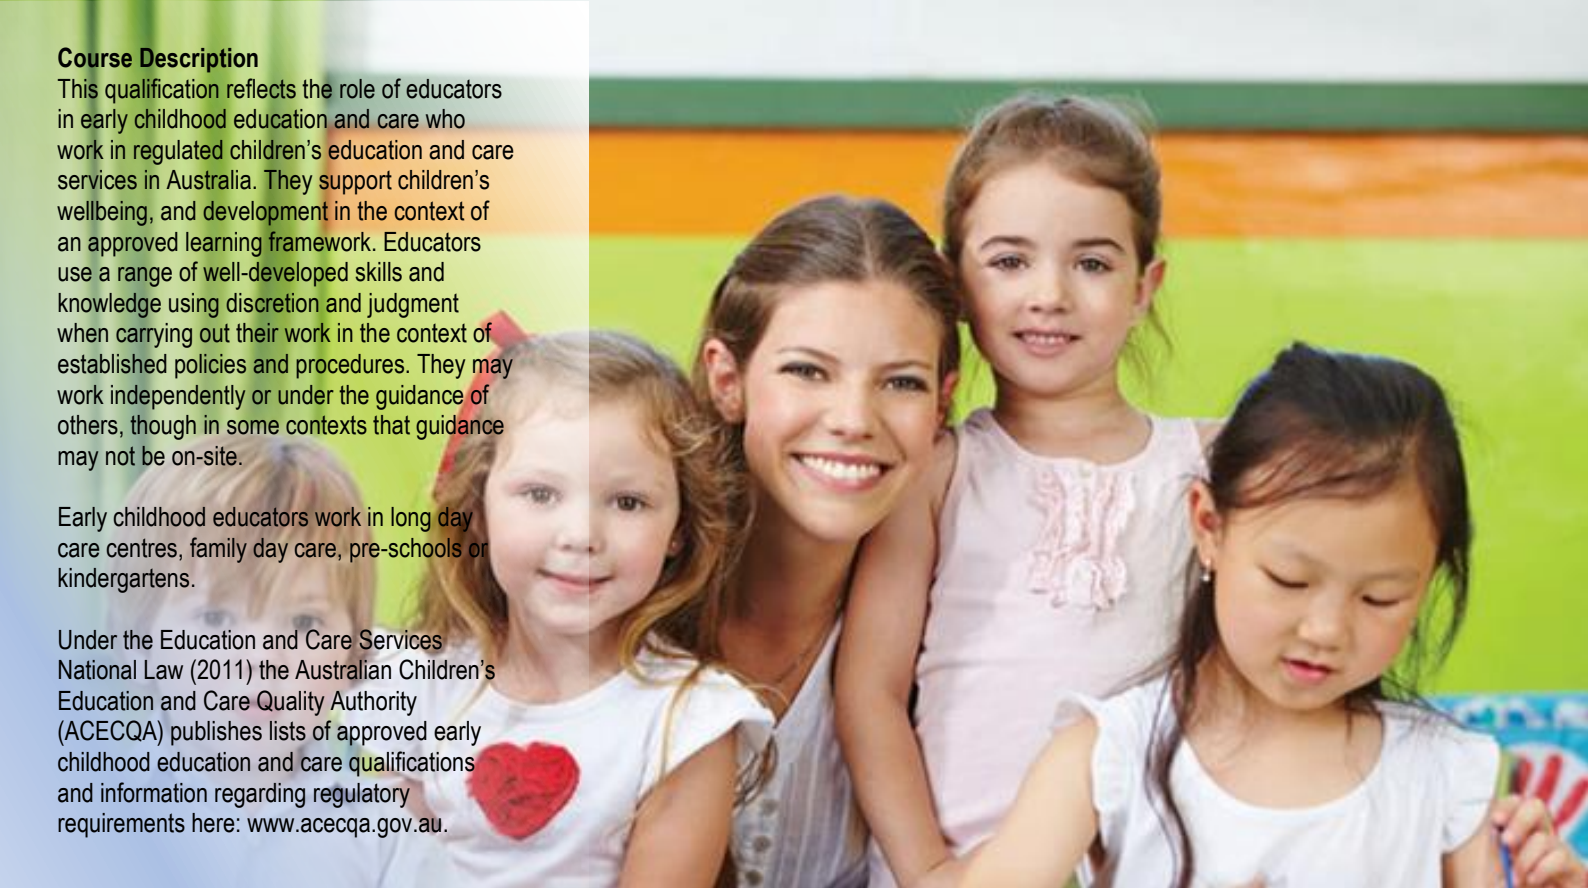 Course Description
This qualification reflects the role of educators
in early childhood education and care who
work in regulated children’s education and care
services in Australia. They support children’s
wellbeing, and development in the context of
an approved learning framework. Educators
use a range of well-developed skills and
knowledge using discretion and judgment
when carrying out their work in the context of
established policies and procedures. They may
work independently or under the guidance of
others, though in some contexts that guidance
may not be on-site.
Early childhood educators work in long day
care centres, family day care, pre-schools or
kindergartens.
Under the Education and Care Services
National Law (2011) the Australian Children’s
Education and Care Quality Authority
(ACECQA) publishes lists of approved early
childhood education and care qualifications
and information regarding regulatory
requirements here: www.acecqa.gov.au.